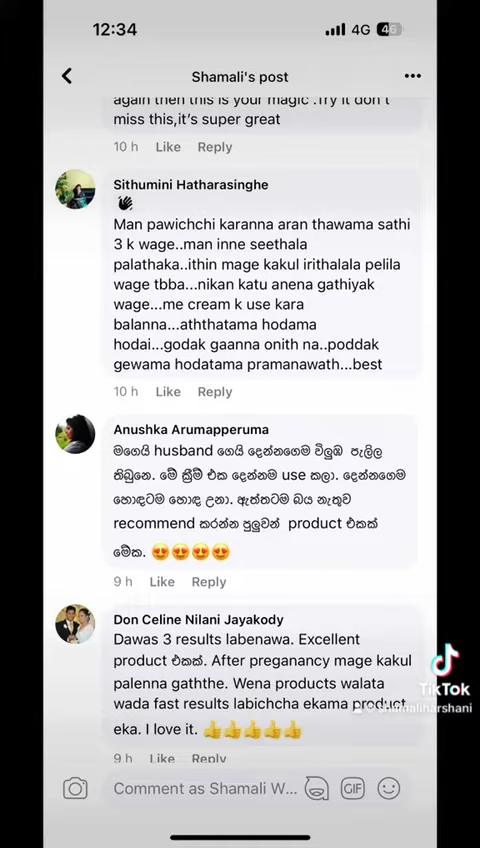 12:34
4G 46
Shamali's post
again then this is your magic .Try it don't
miss this,it's super great
10 h Like Reply
Sithumini Hatharasinghe
👋
Man pawichchi karanna aran thawama sathi
3 k wage..man inne seethala
palathaka..ithin mage kakul irithalala pelila
wage tbba...nikan katu anena gathiyak
wage...me cream k use kara
balanna...aththatama hodama
hodai...godak gaanna onith na..poddak
gewama hodatama pramanawath...best
10 h Like Reply
Anushka Arumapperuma
මගෙයි husband ගෙයි දෙන්නගෙම විලුඹ පැලිල
තිබුනෙ. මේ ක්‍රීම් එක දෙන්නම use කලා. දෙන්නගෙම
හොඳටම හොඳ උනා. ඇත්තටම බය නැතුව
recommend කරන්න පුලුවන් product එකක්
මේක. 😍😍😍😍
9 h Like Reply
Don Celine Nilani Jayakody
Dawas 3 results labenawa. Excellent
product එකක්. After preganancy mage kakul
palenna gaththe. Wena products walata
wada fast results labichcha ekama product
eka. I love it. 👍👍👍👍👍
9 h Like Reply
TikTok
@shamaliharshani
Comment as Shamali W... GIF